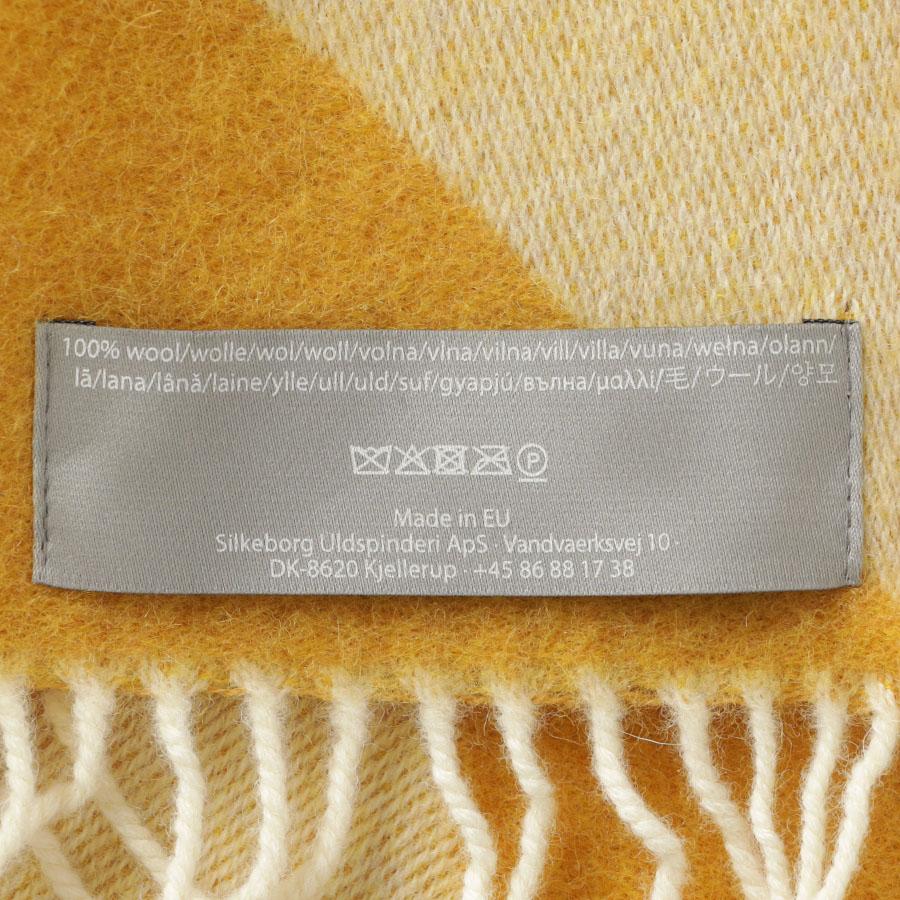 100% wool/wolle/wol/woll/volna/vlna/vilna/vill/villa/vuna/wełna/olann/
lã/lana/lână/laine/ylle/ull/uld/suf/gyapjú/вълна/μαλλί/毛/ウール/양모
Made in EU
Silkeborg Uldspinderi ApS · Vandvaerksvej 10 ·
DK-8620 Kjellerup · +45 86 88 17 38